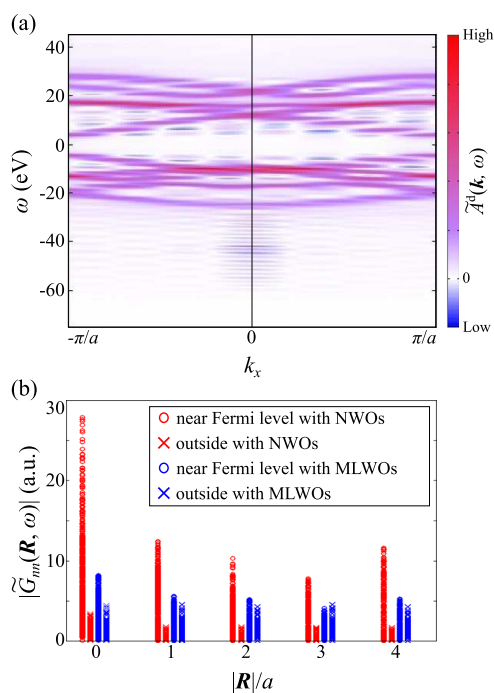 (a)
High
40
20
0
-20
-40
-60
ω (eV)
0
Low
Ã^d(k, ω)
-π/a
0
π/a
k_x
(b)
30
20
10
0
|G̃_nn(R, ω)| (a.u.)
near Fermi level with NWOs
outside with NWOs
near Fermi level with MLWOs
outside with MLWOs
0 1 2 3 4
|R|/a